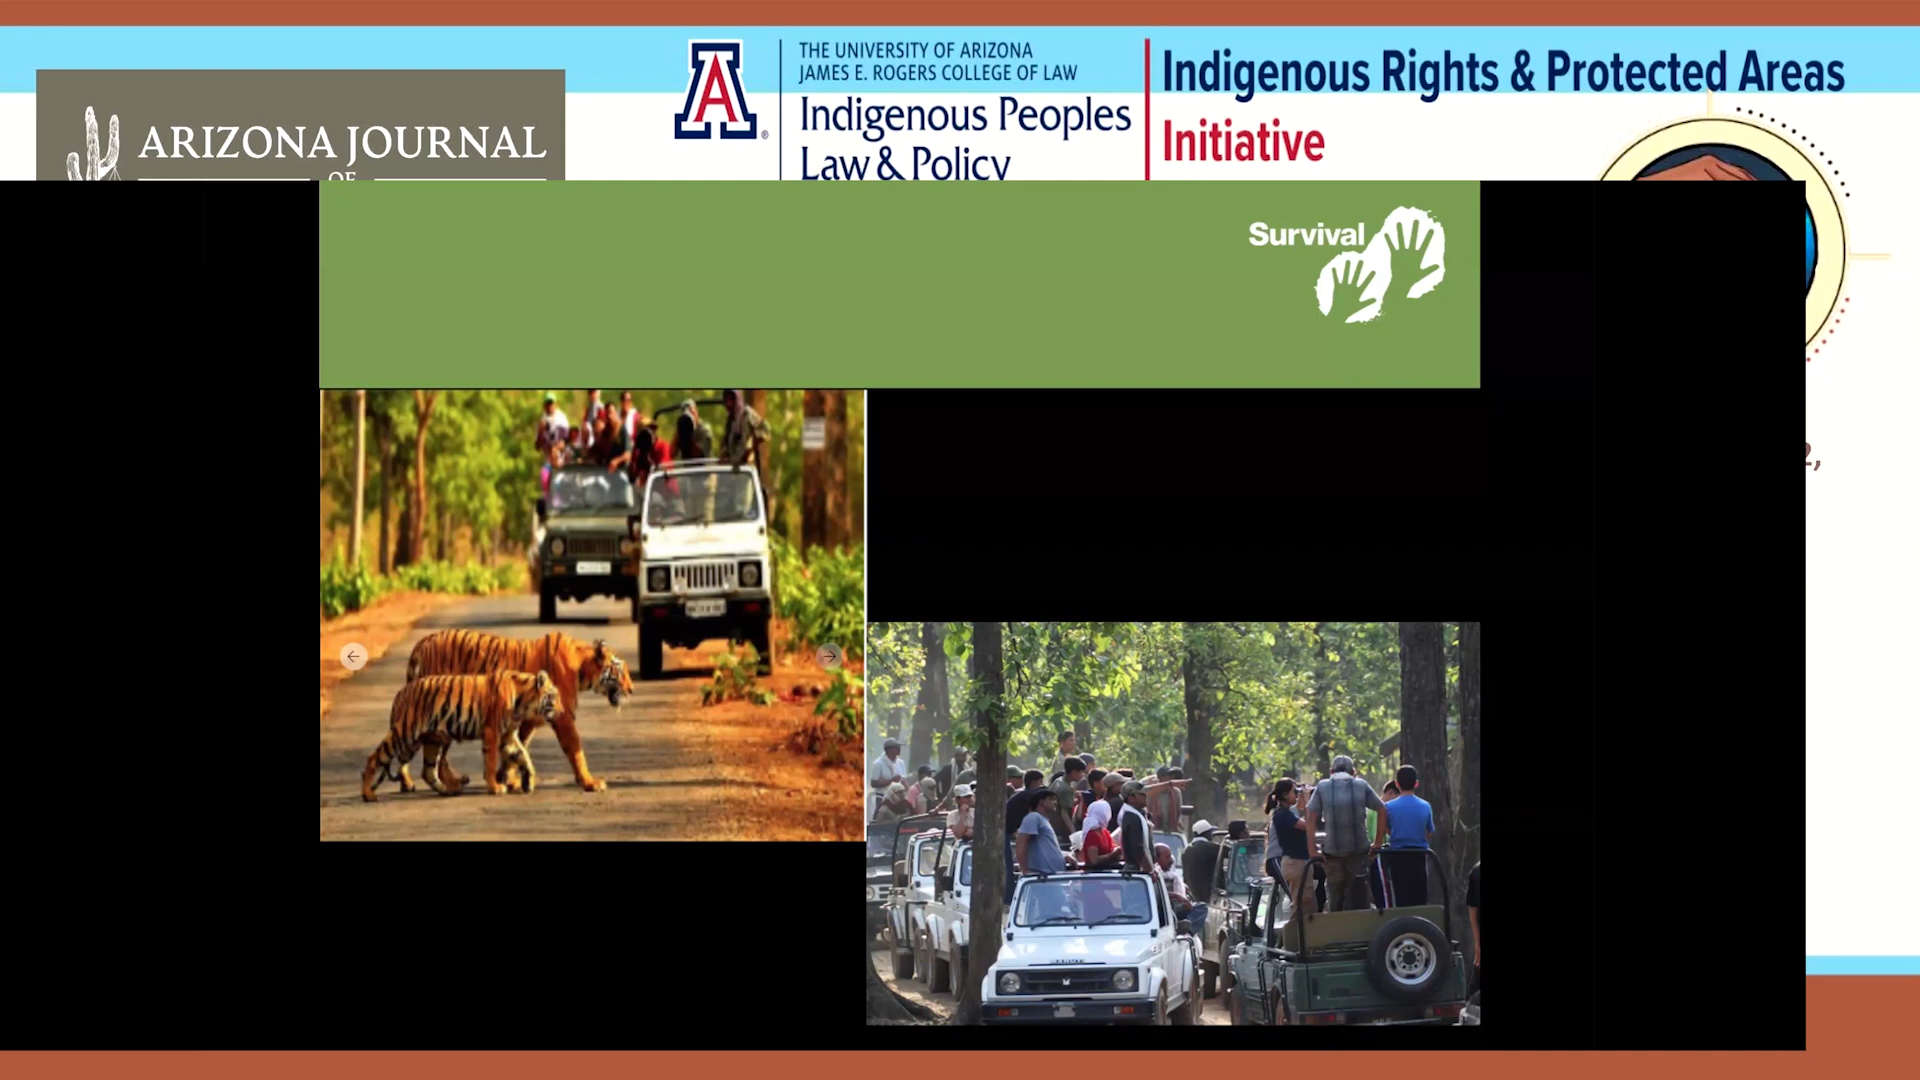 ARIZONA JOURNAL
OF
THE UNIVERSITY OF ARIZONA
JAMES E. ROGERS COLLEGE OF LAW
Indigenous Peoples
Law & Policy
Indigenous Rights & Protected Areas
Initiative
Survival